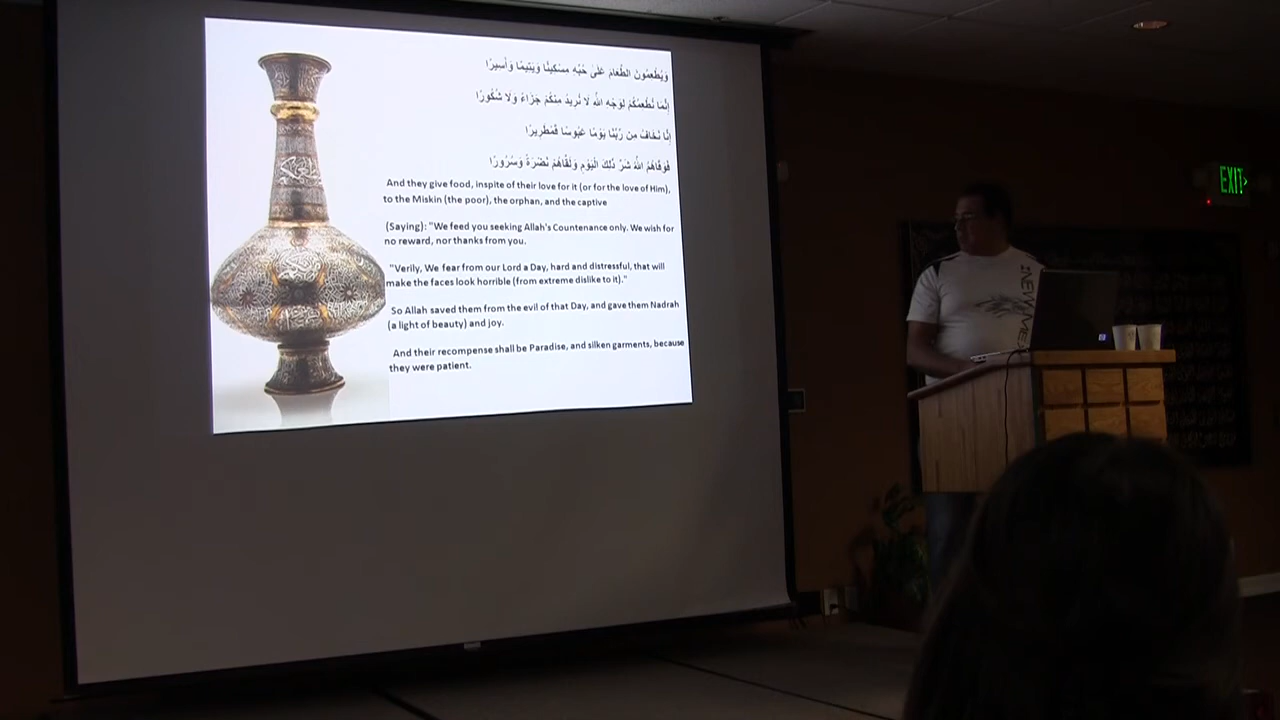 وَيُطْعِمُونَ الطَّعَامَ عَلَىٰ حُبِّهِ مِسْكِينًا وَيَتِيمًا وَأَسِيرًا
إِنَّمَا نُطْعِمُكُمْ لِوَجْهِ اللَّهِ لَا نُرِيدُ مِنكُمْ جَزَاءً وَلَا شُكُورًا
إِنَّا نَخَافُ مِن رَّبِّنَا يَوْمًا عَبُوسًا قَمْطَرِيرًا
فَوَقَاهُمُ اللَّهُ شَرَّ ذَٰلِكَ الْيَوْمِ وَلَقَّاهُمْ نَضْرَةً وَسُرُورًا
And they give food, inspite of their love for it (or for the love of Him),
to the Miskin (the poor), the orphan, and the captive
(Saying): "We feed you seeking Allah's Countenance only. We wish for
no reward, nor thanks from you.
"Verily, We fear from our Lord a Day, hard and distressful, that will
make the faces look horrible (from extreme dislike to it)."
So Allah saved them from the evil of that Day, and gave them Nadrah
(a light of beauty) and joy.
And their recompense shall be Paradise, and silken garments, because
they were patient.
EXIT
NEW